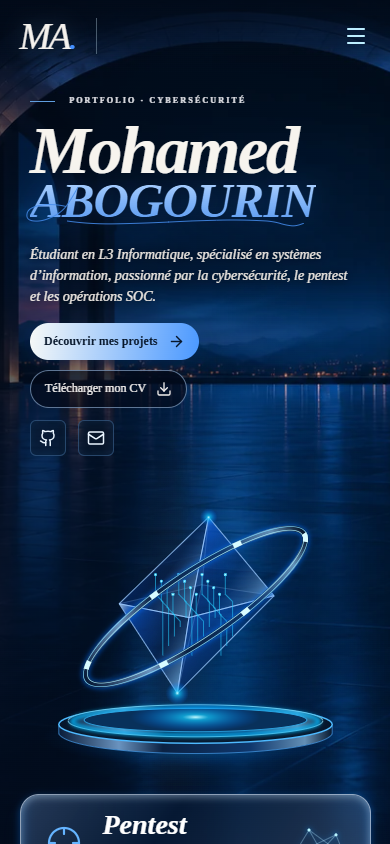 MA.
PORTFOLIO · CYBERSÉCURITÉ
Mohamed
ABOGOURIN
Étudiant en L3 Informatique, spécialisé en systèmes
d’information, passionné par la cybersécurité, le pentest
et les opérations SOC.
Découvrir mes projets
Télécharger mon CV
Pentest